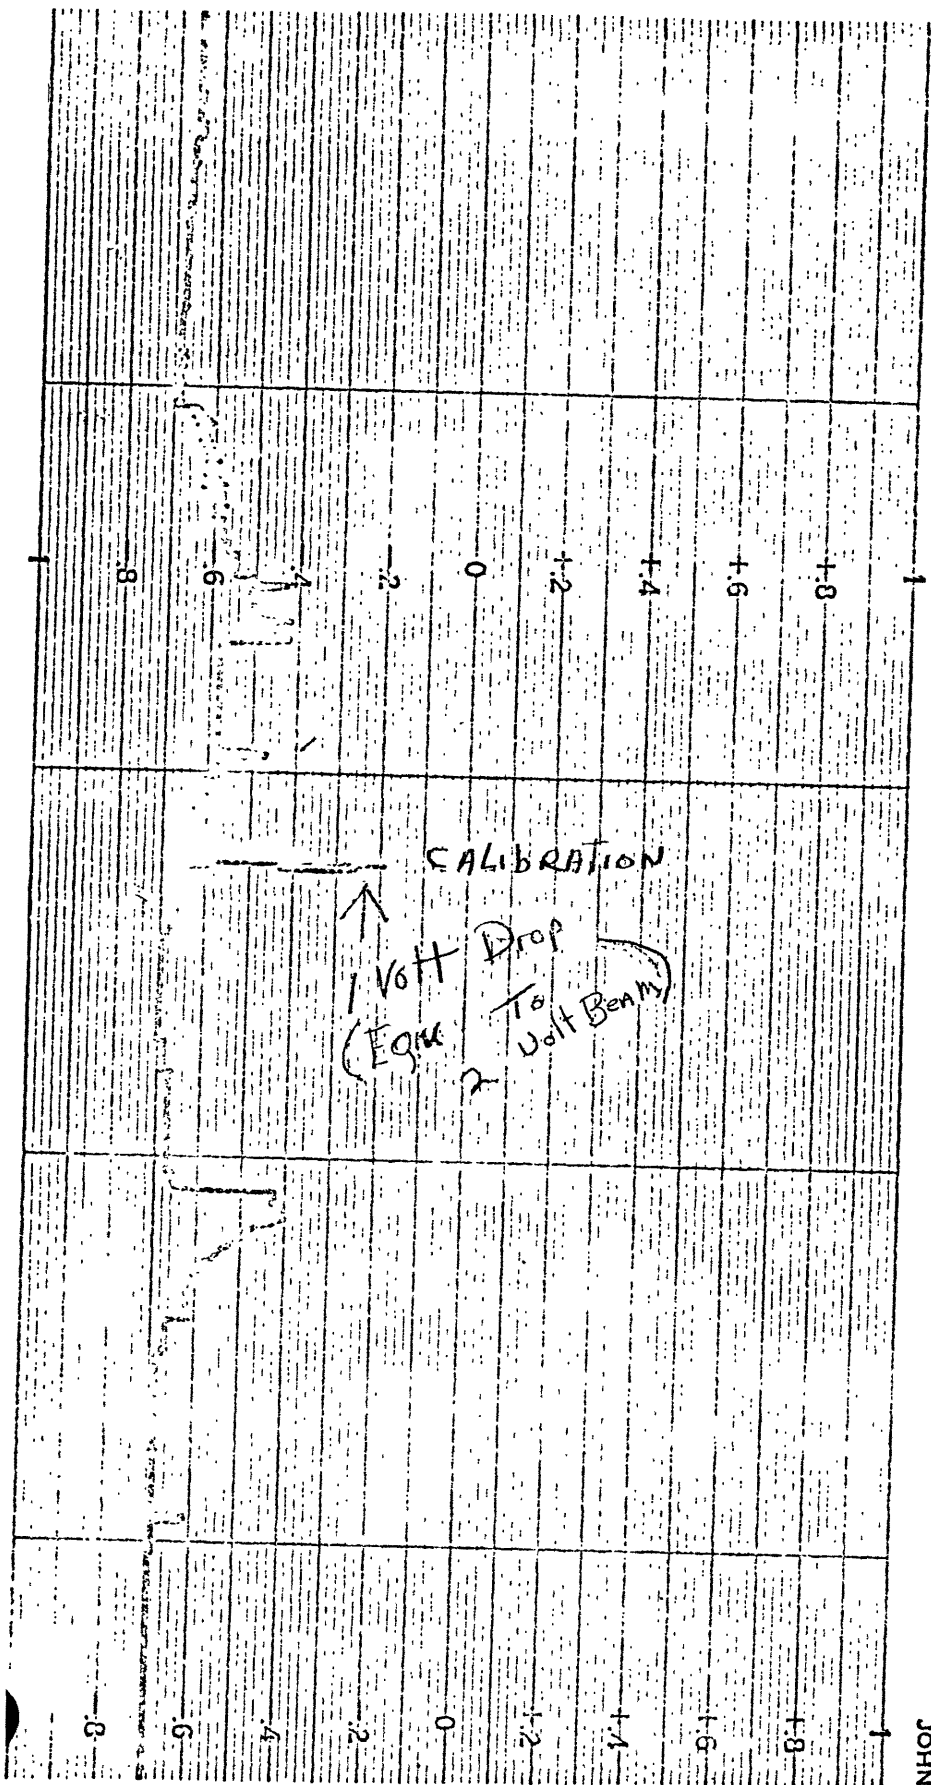 1 .8 .6 .4 .2 0 +.2 +.4 +.6 +.8 1
CALIBRATION
1 Volt Drop
(Equ To
2 Volt Beam)
.8 .6 .4 .2 0 +.2 +.4 +.6 +.8 1
JOHN